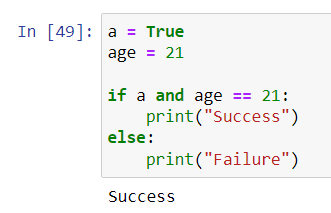 In [49]: a = True
age = 21
if a and age == 21:
    print("Success")
else:
    print("Failure")
Success